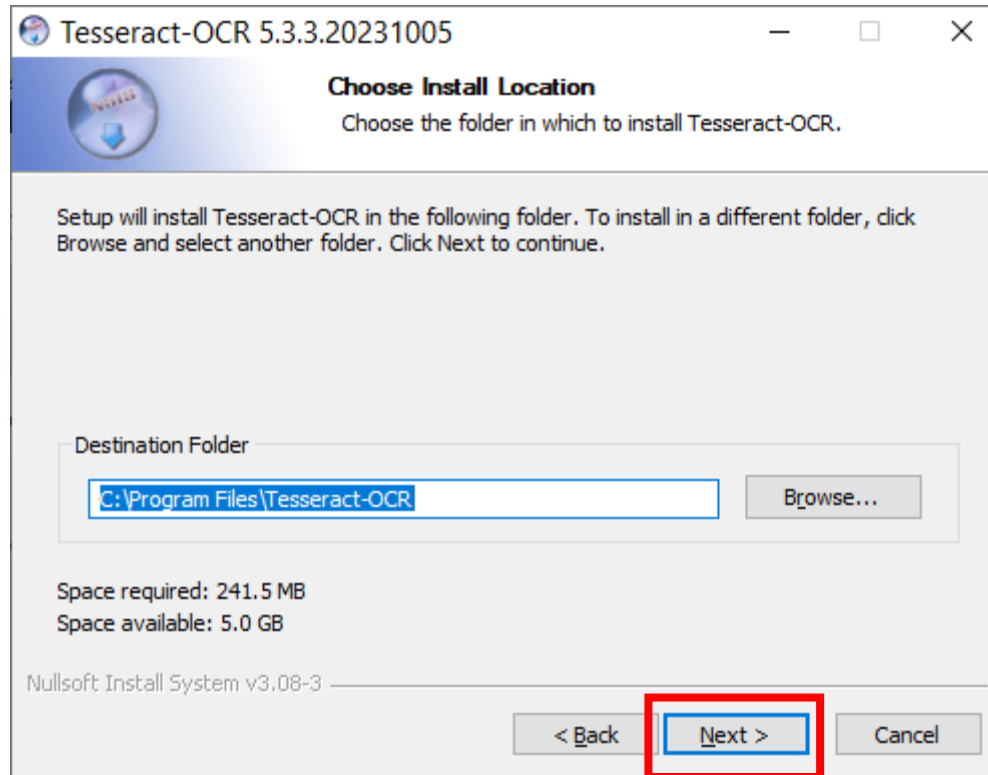 Tesseract-OCR 5.3.3.20231005
Choose Install Location
Choose the folder in which to install Tesseract-OCR.
Setup will install Tesseract-OCR in the following folder. To install in a different folder, click
Browse and select another folder. Click Next to continue.
Destination Folder
C:\Program Files\Tesseract-OCR
Browse...
Space required: 241.5 MB
Space available: 5.0 GB
Nullsoft Install System v3.08-3
< Back Next > Cancel